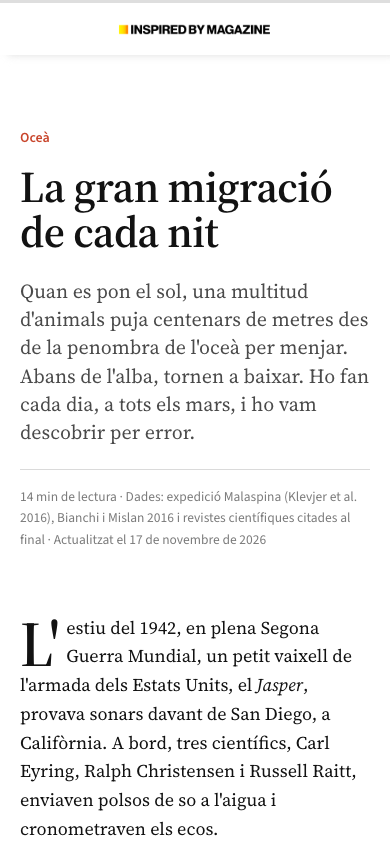 INSPIRED BY MAGAZINE
Oceà
La gran migració
de cada nit
Quan es pon el sol, una multitud
d'animals puja centenars de metres des
de la penombra de l'oceà per menjar.
Abans de l'alba, tornen a baixar. Ho fan
cada dia, a tots els mars, i ho vam
descobrir per error.
14 min de lectura · Dades: expedició Malaspina (Klevjer et al.
2016), Bianchi i Mislan 2016 i revistes científiques citades al
final · Actualitzat el 17 de novembre de 2026
L'estiu del 1942, en plena Segona
Guerra Mundial, un petit vaixell de
l'armada dels Estats Units, el Jasper,
provava sonars davant de San Diego, a
Califòrnia. A bord, tres científics, Carl
Eyring, Ralph Christensen i Russell Raitt,
enviaven polsos de so a l'aigua i
cronometraven els ecos.